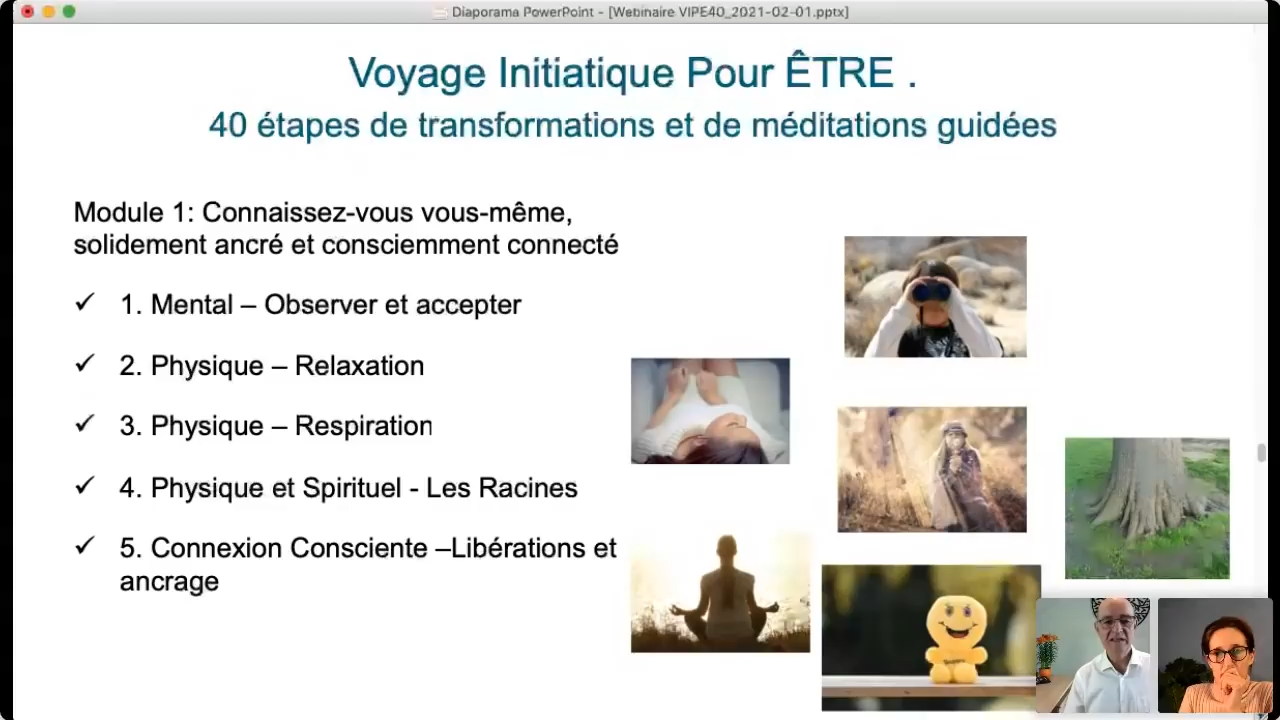 Diaporama PowerPoint - [Webinaire VIPE40_2021-02-01.pptx]
Voyage Initiatique Pour ÊTRE .
40 étapes de transformations et de méditations guidées
Module 1: Connaissez-vous vous-même,
solidement ancré et consciemment connecté
✓ 1. Mental – Observer et accepter
✓ 2. Physique – Relaxation
✓ 3. Physique – Respiration
✓ 4. Physique et Spirituel - Les Racines
✓ 5. Connexion Consciente –Libérations et
ancrage